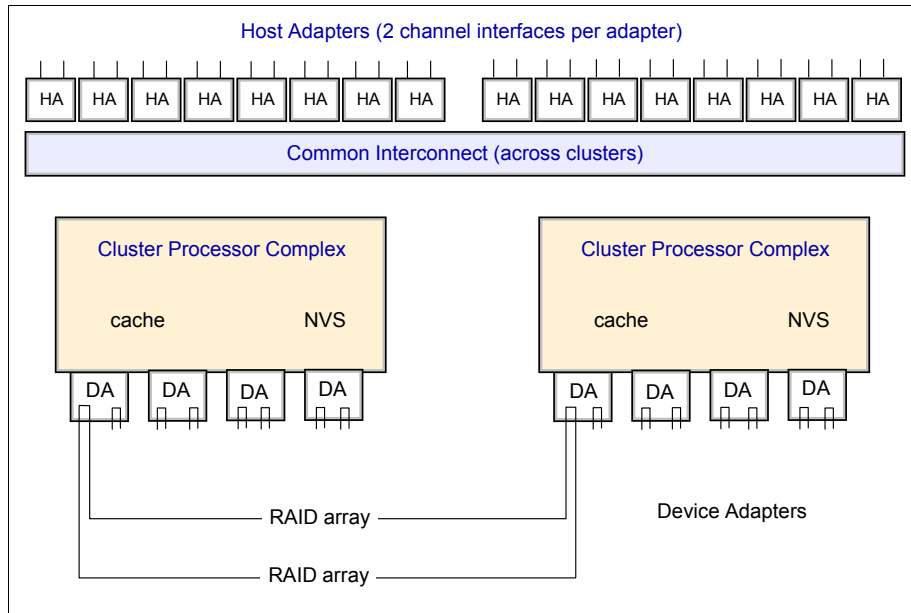 Host Adapters (2 channel interfaces per adapter)
HA HA HA HA HA HA HA HA HA HA HA HA HA HA HA HA
Common Interconnect (across clusters)
Cluster Processor Complex Cluster Processor Complex
cache NVS cache NVS
DA DA DA DA DA DA DA DA
RAID array Device Adapters
RAID array